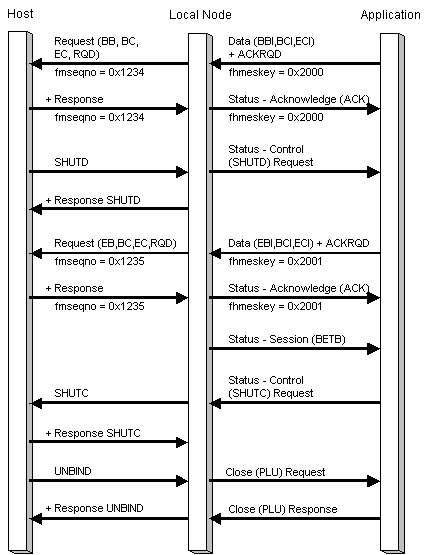 Host
Local Node
Application
Request (BB, BC,
EC, RQD)
fmseqno = 0x1234
Data (BBI,BCI,ECI)
+ ACKRQD
fhmeskey = 0x2000
+ Response
fmseqno = 0x1234
Status - Acknowledge (ACK)
fhmeskey = 0x2000
SHUTD
Status - Control
(SHUTD) Request
+ Response SHUTD
Request (EB,BC,EC,RQD)
fmseqno = 0x1235
Data (EBI,BCI,ECI) + ACKRQD
fhmeskey = 0x2001
+ Response
fmseqno = 0x1235
Status - Acknowledge (ACK)
fhmeskey = 0x2001
Status - Session (BETB)
SHUTC
Status - Control
(SHUTC) Request
+ Response SHUTC
UNBIND
Close (PLU) Request
+ Response UNBIND
Close (PLU) Response